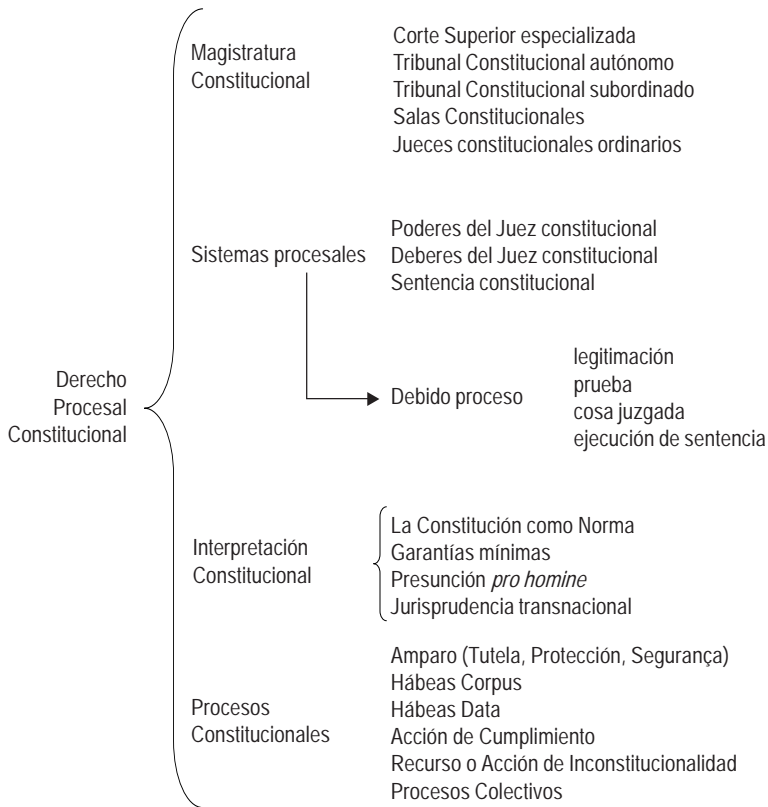 Magistratura
Constitucional
Corte Superior especializada
Tribunal Constitucional autónomo
Tribunal Constitucional subordinado
Salas Constitucionales
Jueces constitucionales ordinarios
Sistemas procesales
Poderes del Juez constitucional
Deberes del Juez constitucional
Sentencia constitucional
Debido proceso
legitimación
prueba
cosa juzgada
ejecución de sentencia
Derecho
Procesal
Constitucional
Interpretación
Constitucional
La Constitución como Norma
Garantías mínimas
Presunción pro homine
Jurisprudencia transnacional
Procesos
Constitucionales
Amparo (Tutela, Protección, Segurança)
Hábeas Corpus
Hábeas Data
Acción de Cumplimiento
Recurso o Acción de Inconstitucionalidad
Procesos Colectivos